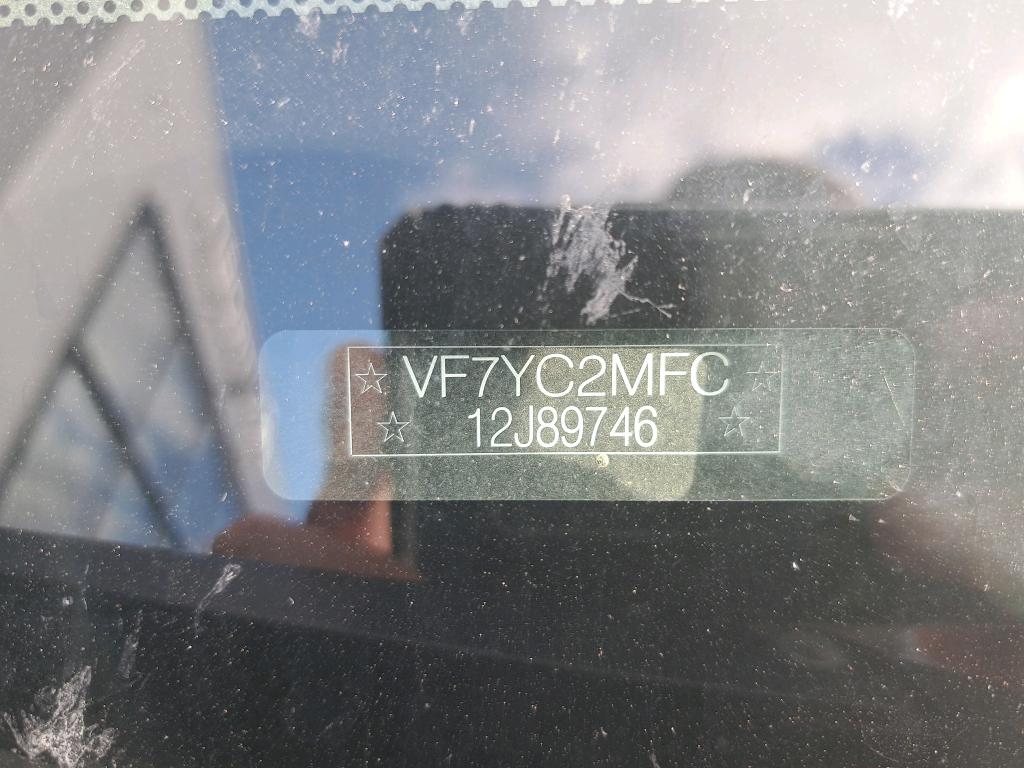 ☆ VF7YC2MFC ☆
☆ 12J89746 ☆